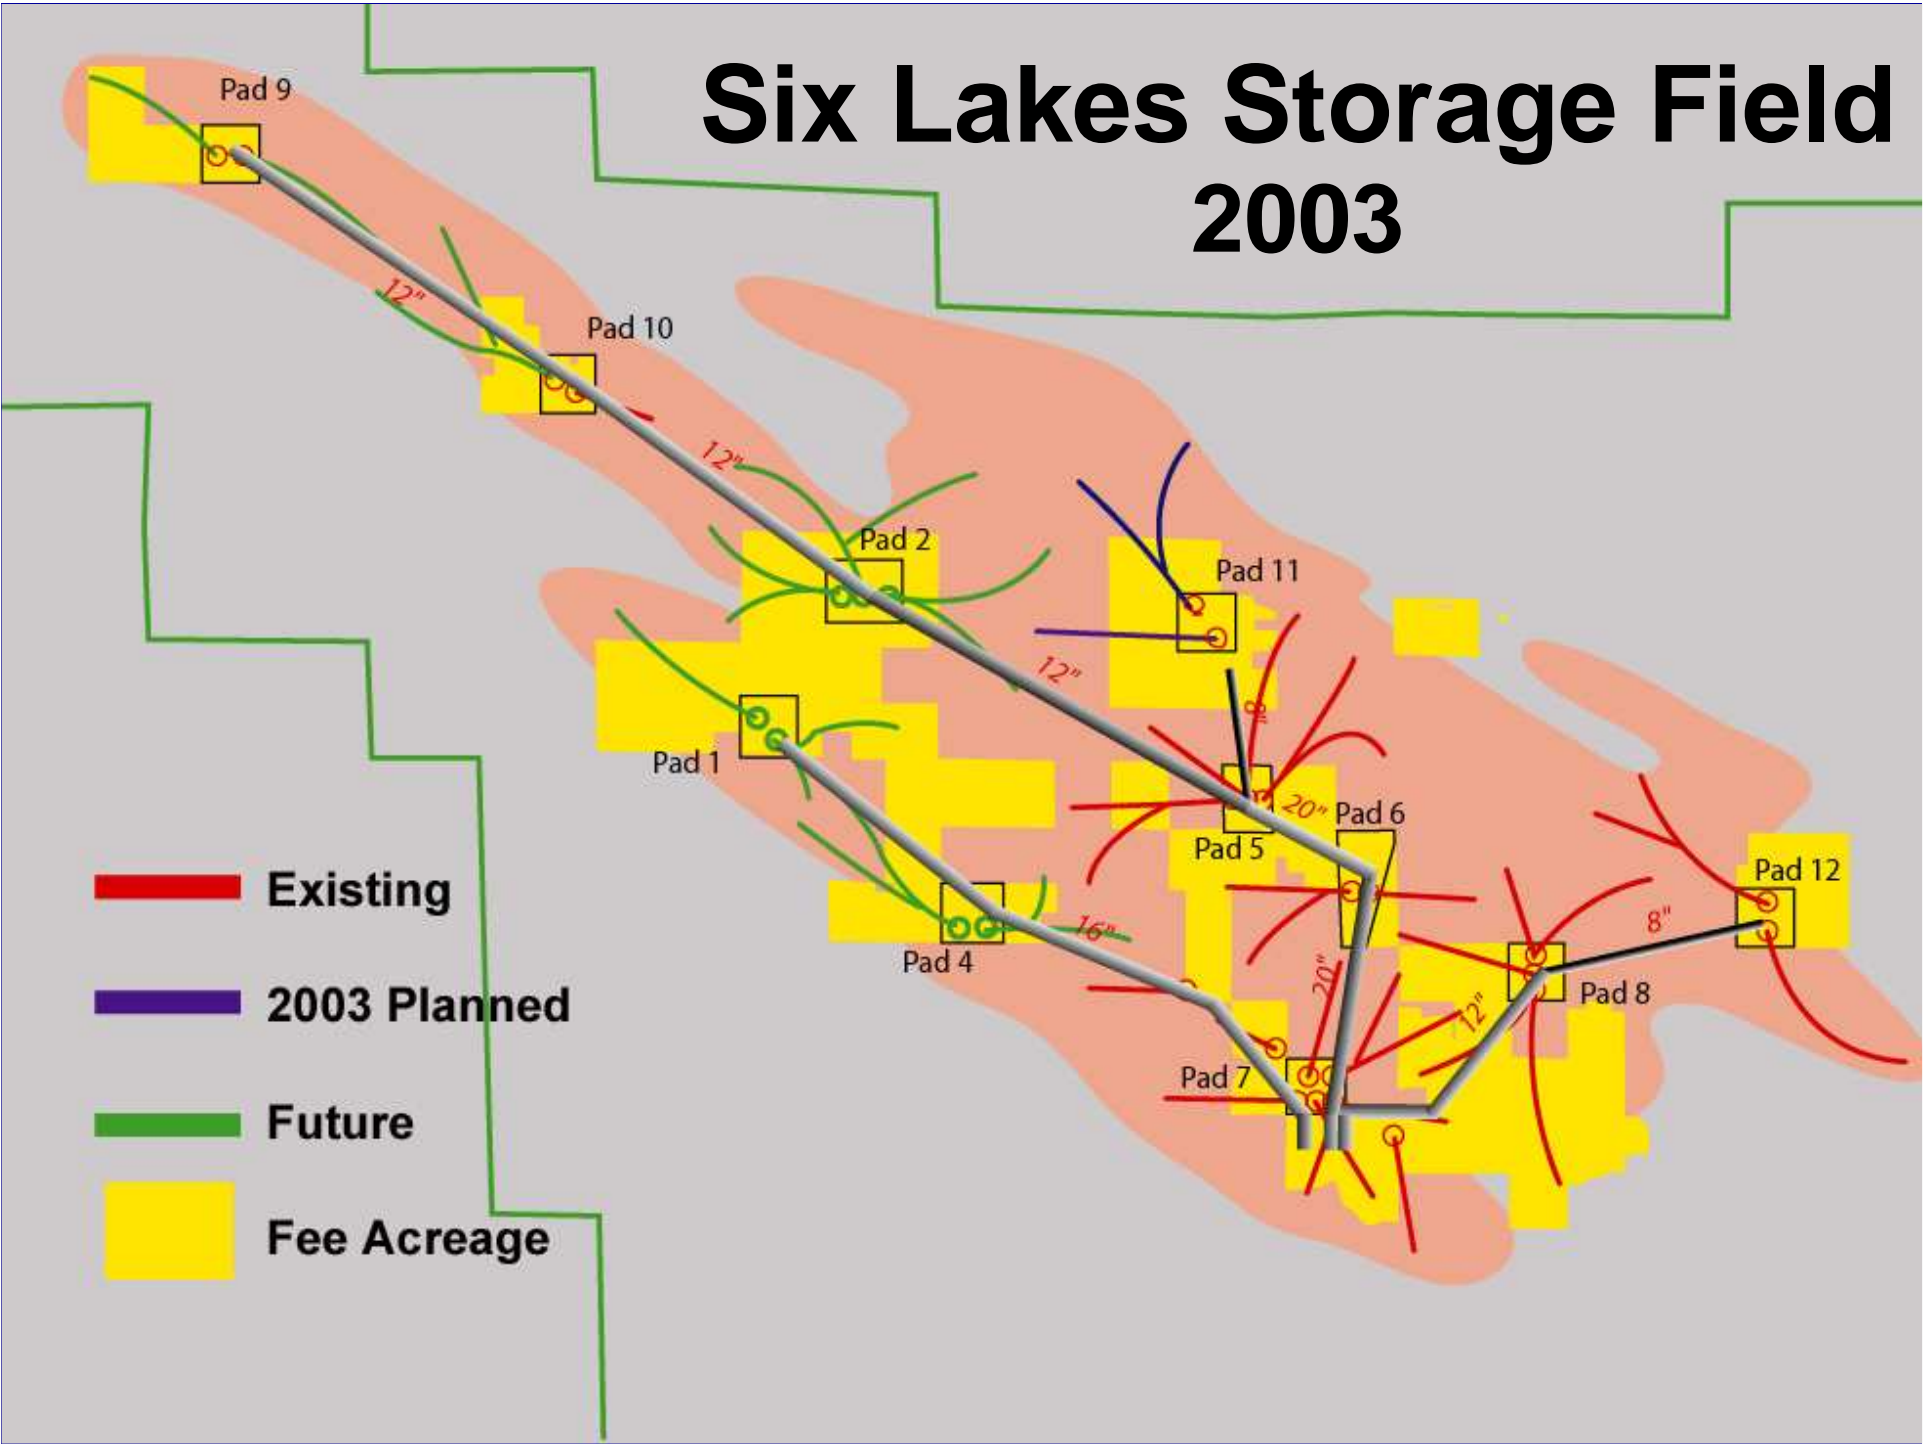 Six Lakes Storage Field
2003
Pad 9
12"
Pad 10
12"
Pad 2
Pad 11
12"
8"
Pad 1
20"
Pad 6
Pad 5
Pad 12
Existing
16"
8"
Pad 4
20"
12"
Pad 8
2003 Planned
Pad 7
Future
Fee Acreage